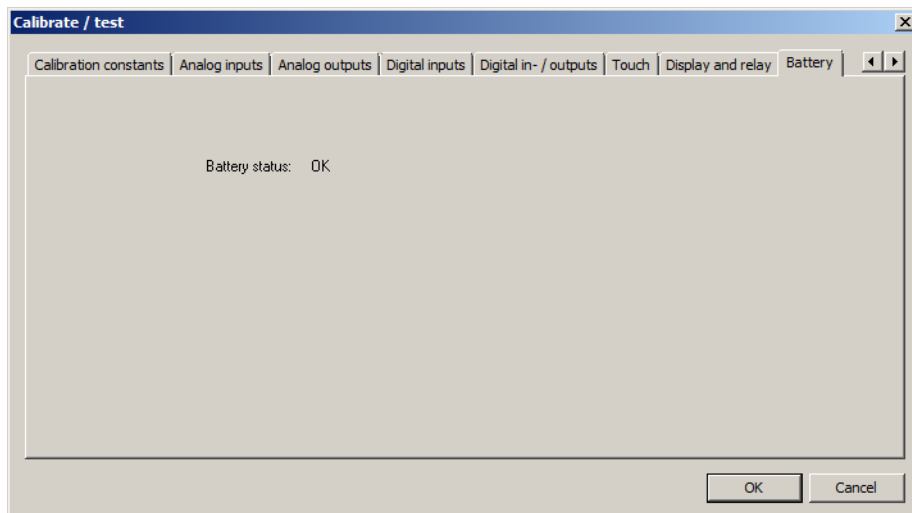 Calibrate / test
Calibration constants Analog inputs Analog outputs Digital inputs Digital in- / outputs Touch Display and relay Battery
Battery status: OK
OK Cancel